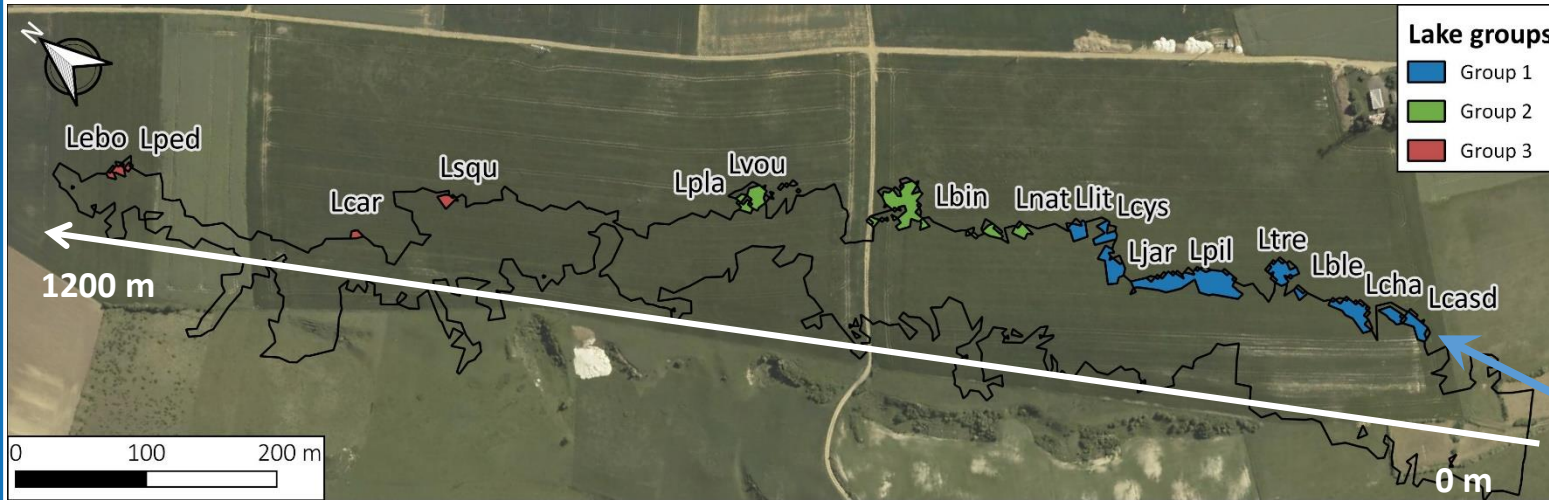 N
Lake groups
Group 1
Group 2
Group 3
Lebo Lped
Lcar
Lsqu
Lpla
Lvou
Lbin
Lnat
Llit
Lcys
Ljar
Lpil
Ltre
Lble
Lcha
Lcasd
1200 m
0 100 200 m
0 m